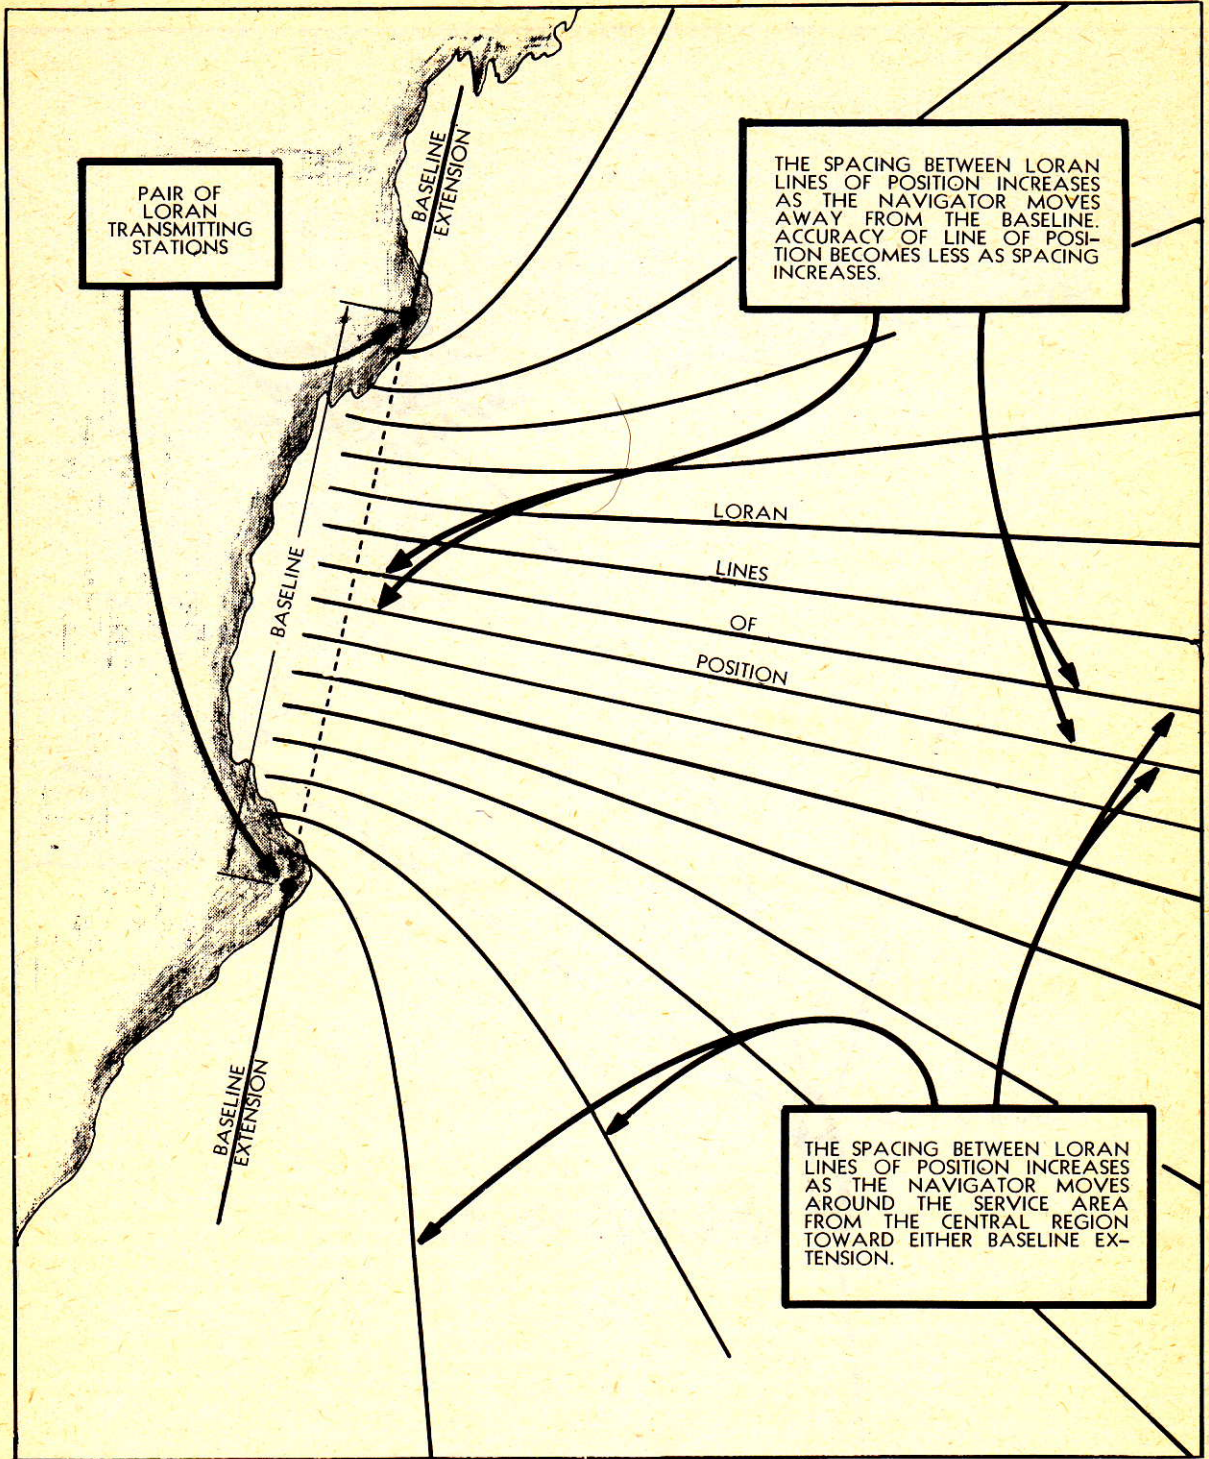 BASELINE
EXTENSION
PAIR OF
LORAN
TRANSMITTING
STATIONS
THE SPACING BETWEEN LORAN
LINES OF POSITION INCREASES
AS THE NAVIGATOR MOVES
AWAY FROM THE BASELINE.
ACCURACY OF LINE OF POSI-
TION BECOMES LESS AS SPACING
INCREASES.
BASELINE
LORAN
LINES
OF
POSITION
BASELINE
EXTENSION
THE SPACING BETWEEN LORAN
LINES OF POSITION INCREASES
AS THE NAVIGATOR MOVES
AROUND THE SERVICE AREA
FROM THE CENTRAL REGION
TOWARD EITHER BASELINE EX-
TENSION.